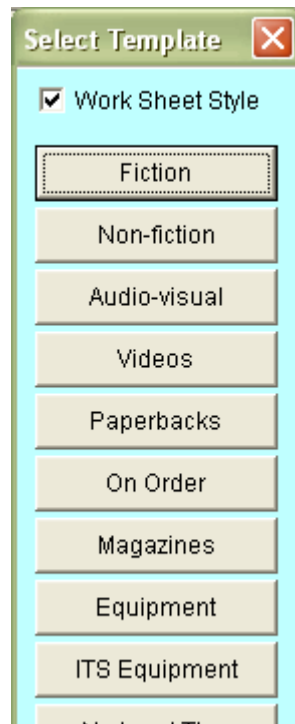 Select Template
Work Sheet Style
Fiction
Non-fiction
Audio-visual
Videos
Paperbacks
On Order
Magazines
Equipment
ITS Equipment